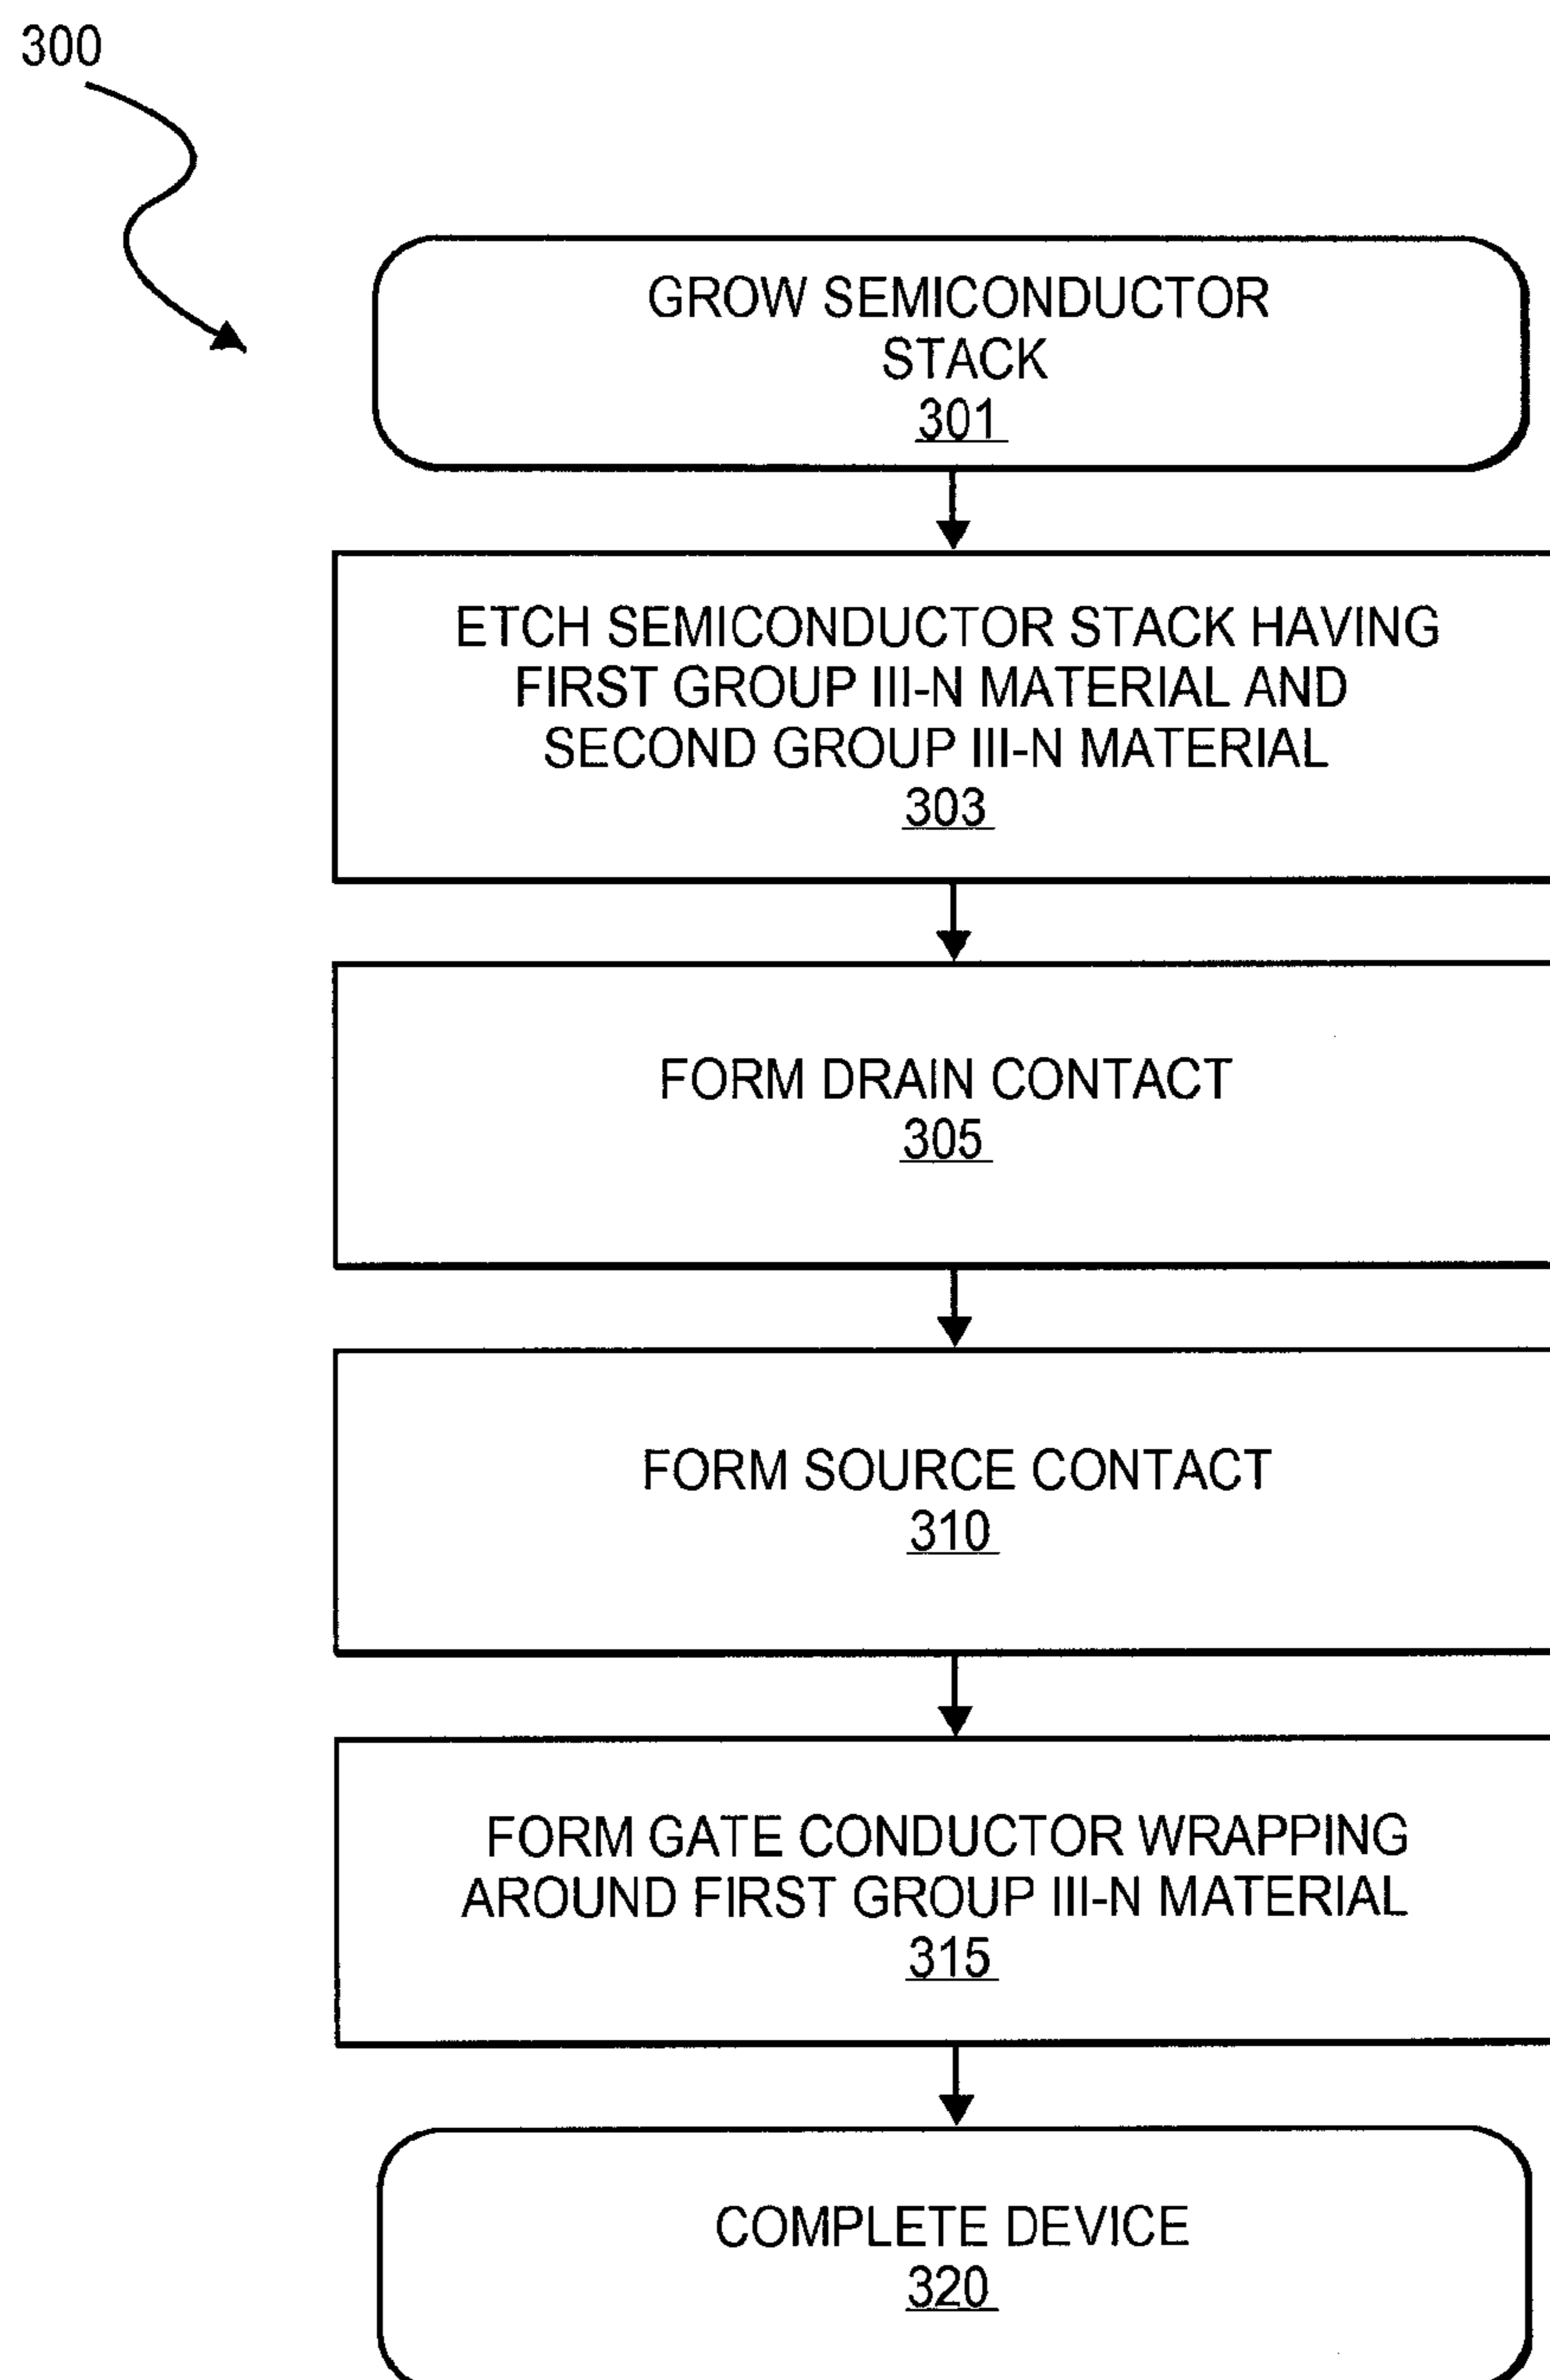 300
GROW SEMICONDUCTOR
STACK
301
ETCH SEMICONDUCTOR STACK HAVING
FIRST GROUP III-N MATERIAL AND
SECOND GROUP III-N MATERIAL
303
FORM DRAIN CONTACT
305
FORM SOURCE CONTACT
310
FORM GATE CONDUCTOR WRAPPING
AROUND FIRST GROUP III-N MATERIAL
315
COMPLETE DEVICE
320